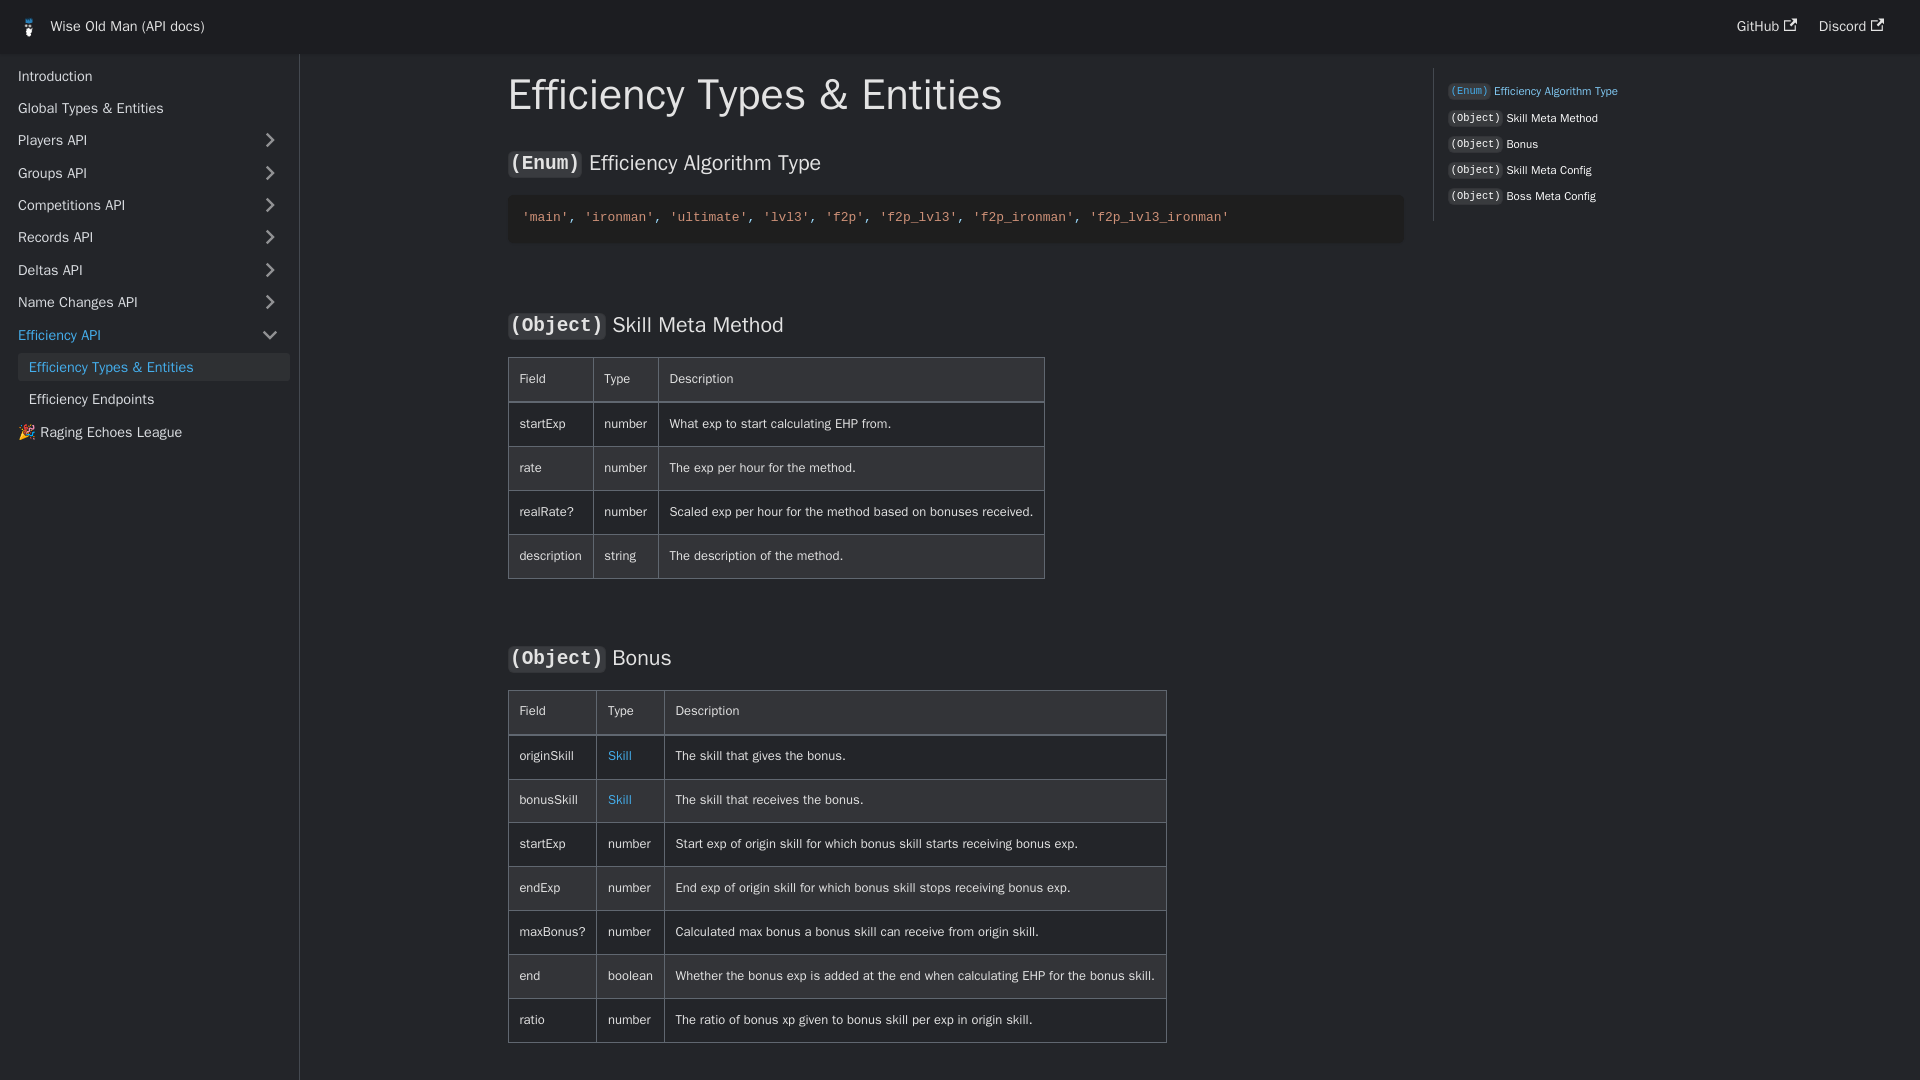 Wise Old Man (API docs)
GitHub
Discord
Introduction
Global Types & Entities
Players API
Groups API
Competitions API
Records API
Deltas API
Name Changes API
Efficiency API
Efficiency Types & Entities
Efficiency Endpoints
🎉 Raging Echoes League
Efficiency Types & Entities
(Enum) Efficiency Algorithm Type
'main', 'ironman', 'ultimate', 'lvl3', 'f2p', 'f2p_lvl3', 'f2p_ironman', 'f2p_lvl3_ironman'
(Object) Skill Meta Method
Field Type Description
startExp number What exp to start calculating EHP from.
rate number The exp per hour for the method.
realRate? number Scaled exp per hour for the method based on bonuses received.
description string The description of the method.
(Object) Bonus
Field Type Description
originSkill Skill The skill that gives the bonus.
bonusSkill Skill The skill that receives the bonus.
startExp number Start exp of origin skill for which bonus skill starts receiving bonus exp.
endExp number End exp of origin skill for which bonus skill stops receiving bonus exp.
maxBonus? number Calculated max bonus a bonus skill can receive from origin skill.
end boolean Whether the bonus exp is added at the end when calculating EHP for the bonus skill.
ratio number The ratio of bonus xp given to bonus skill per exp in origin skill.
(Enum) Efficiency Algorithm Type
(Object) Skill Meta Method
(Object) Bonus
(Object) Skill Meta Config
(Object) Boss Meta Config